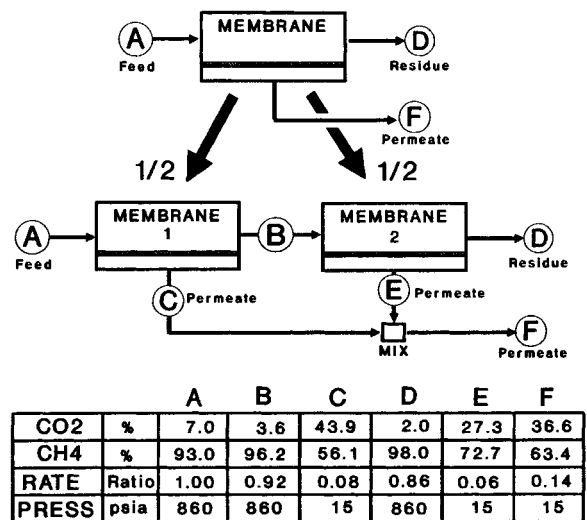 MEMBRANE
A
Feed
D
Residue
F
Permeate
1/2 1/2
MEMBRANE
1
MEMBRANE
2
A
Feed
B
D
Residue
C Permeate
E Permeate
MIX
F
Permeate
A B C D E F
CO2 % 7.0 3.6 43.9 2.0 27.3 36.6
CH4 % 93.0 96.2 56.1 98.0 72.7 63.4
RATE Ratio 1.00 0.92 0.08 0.86 0.06 0.14
PRESS psia 860 860 15 860 15 15